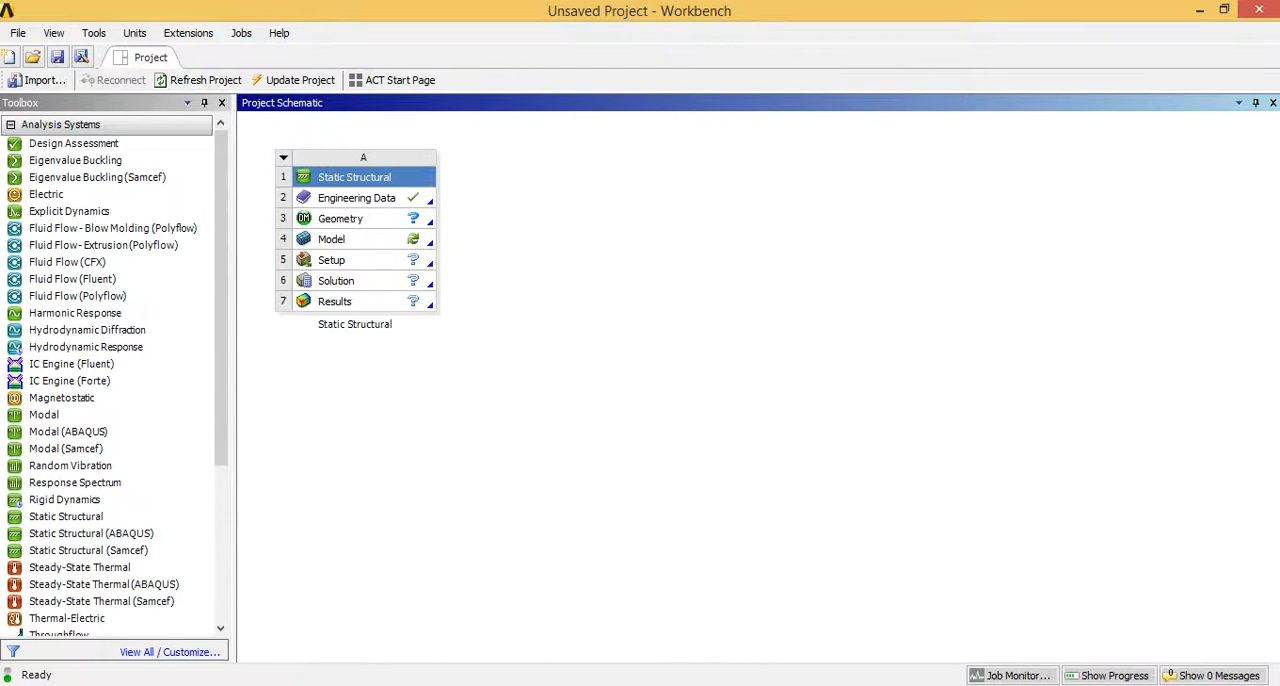 Unsaved Project - Workbench
File View Tools Units Extensions Jobs Help
Project
Import... Reconnect Refresh Project Update Project ACT Start Page
Toolbox
Project Schematic
Analysis Systems
Design Assessment
Eigenvalue Buckling
Eigenvalue Buckling (Samcef)
Electric
Explicit Dynamics
Fluid Flow - Blow Molding (Polyflow)
Fluid Flow - Extrusion (Polyflow)
Fluid Flow (CFX)
Fluid Flow (Fluent)
Fluid Flow (Polyflow)
Harmonic Response
Hydrodynamic Diffraction
Hydrodynamic Response
IC Engine (Fluent)
IC Engine (Forte)
Magnetostatic
Modal
Modal (ABAQUS)
Modal (Samcef)
Random Vibration
Response Spectrum
Rigid Dynamics
Static Structural
Static Structural (ABAQUS)
Static Structural (Samcef)
Steady-State Thermal
Steady-State Thermal (ABAQUS)
Steady-State Thermal (Samcef)
Thermal-Electric
Throughflow
View All / Customize...
A
1 Static Structural
2 Engineering Data
3 DM Geometry ?
4 Model
5 Setup ?
6 Solution ?
7 Results ?
Static Structural
Ready
Job Monitor... Show Progress 0 Show 0 Messages